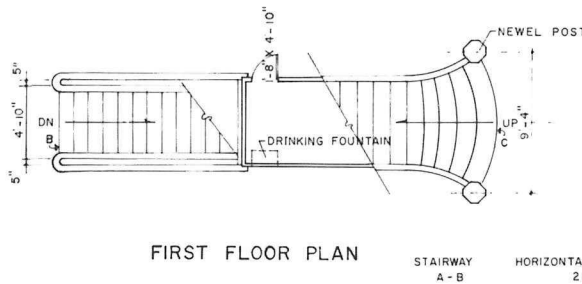 NEWEL POST
1'-8" X 4'-10"
5"
4'-10"
5"
DN
B
DRINKING FOUNTAIN
UP
C
9'-4"
FIRST FLOOR PLAN
STAIRWAY
A-B
HORIZONTA
2